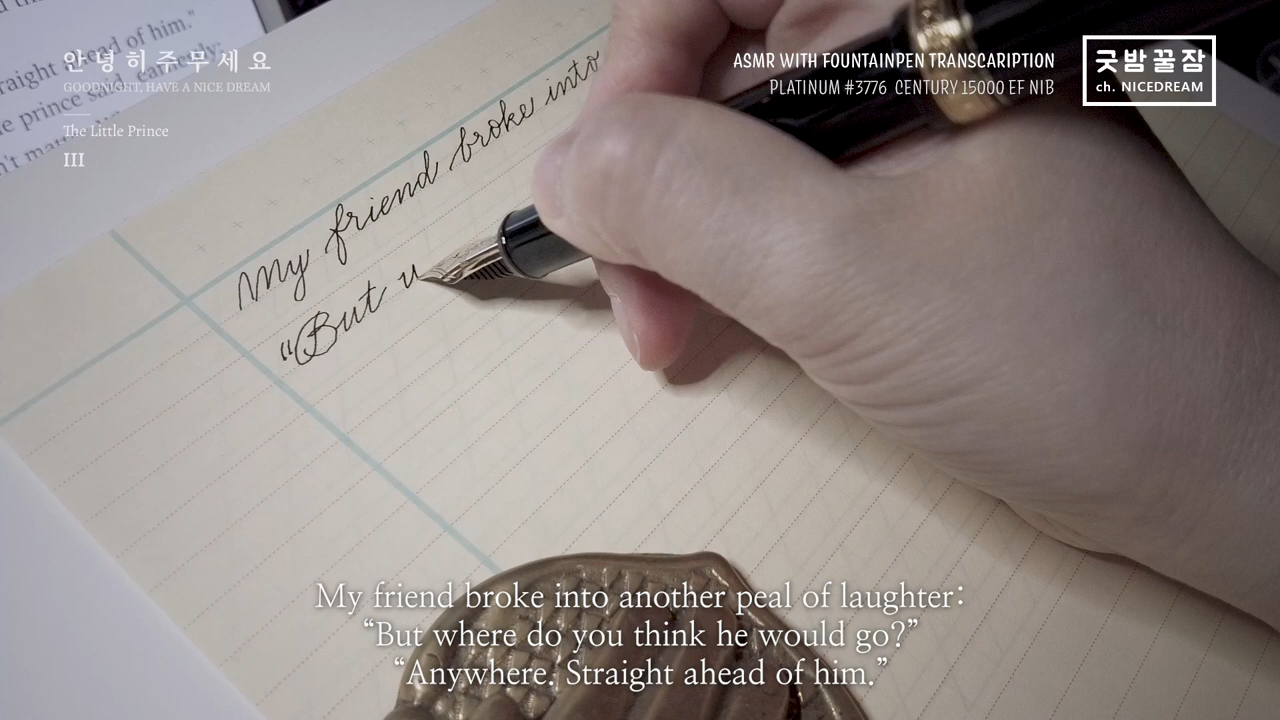 ahead of him."
안녕히주무세요
GOODNIGHT, HAVE A NICE DREAM
The Little Prince
III
ASMR WITH FOUNTAINPEN TRANSCARIPTION
PLATINUM #3776 CENTURY 15000 EF NIB
굿밤꿀잠
ch. NICEDREAM
My friend broke into
"But w
My friend broke into another peal of laughter:
“But where do you think he would go?”
“Anywhere. Straight ahead of him.”